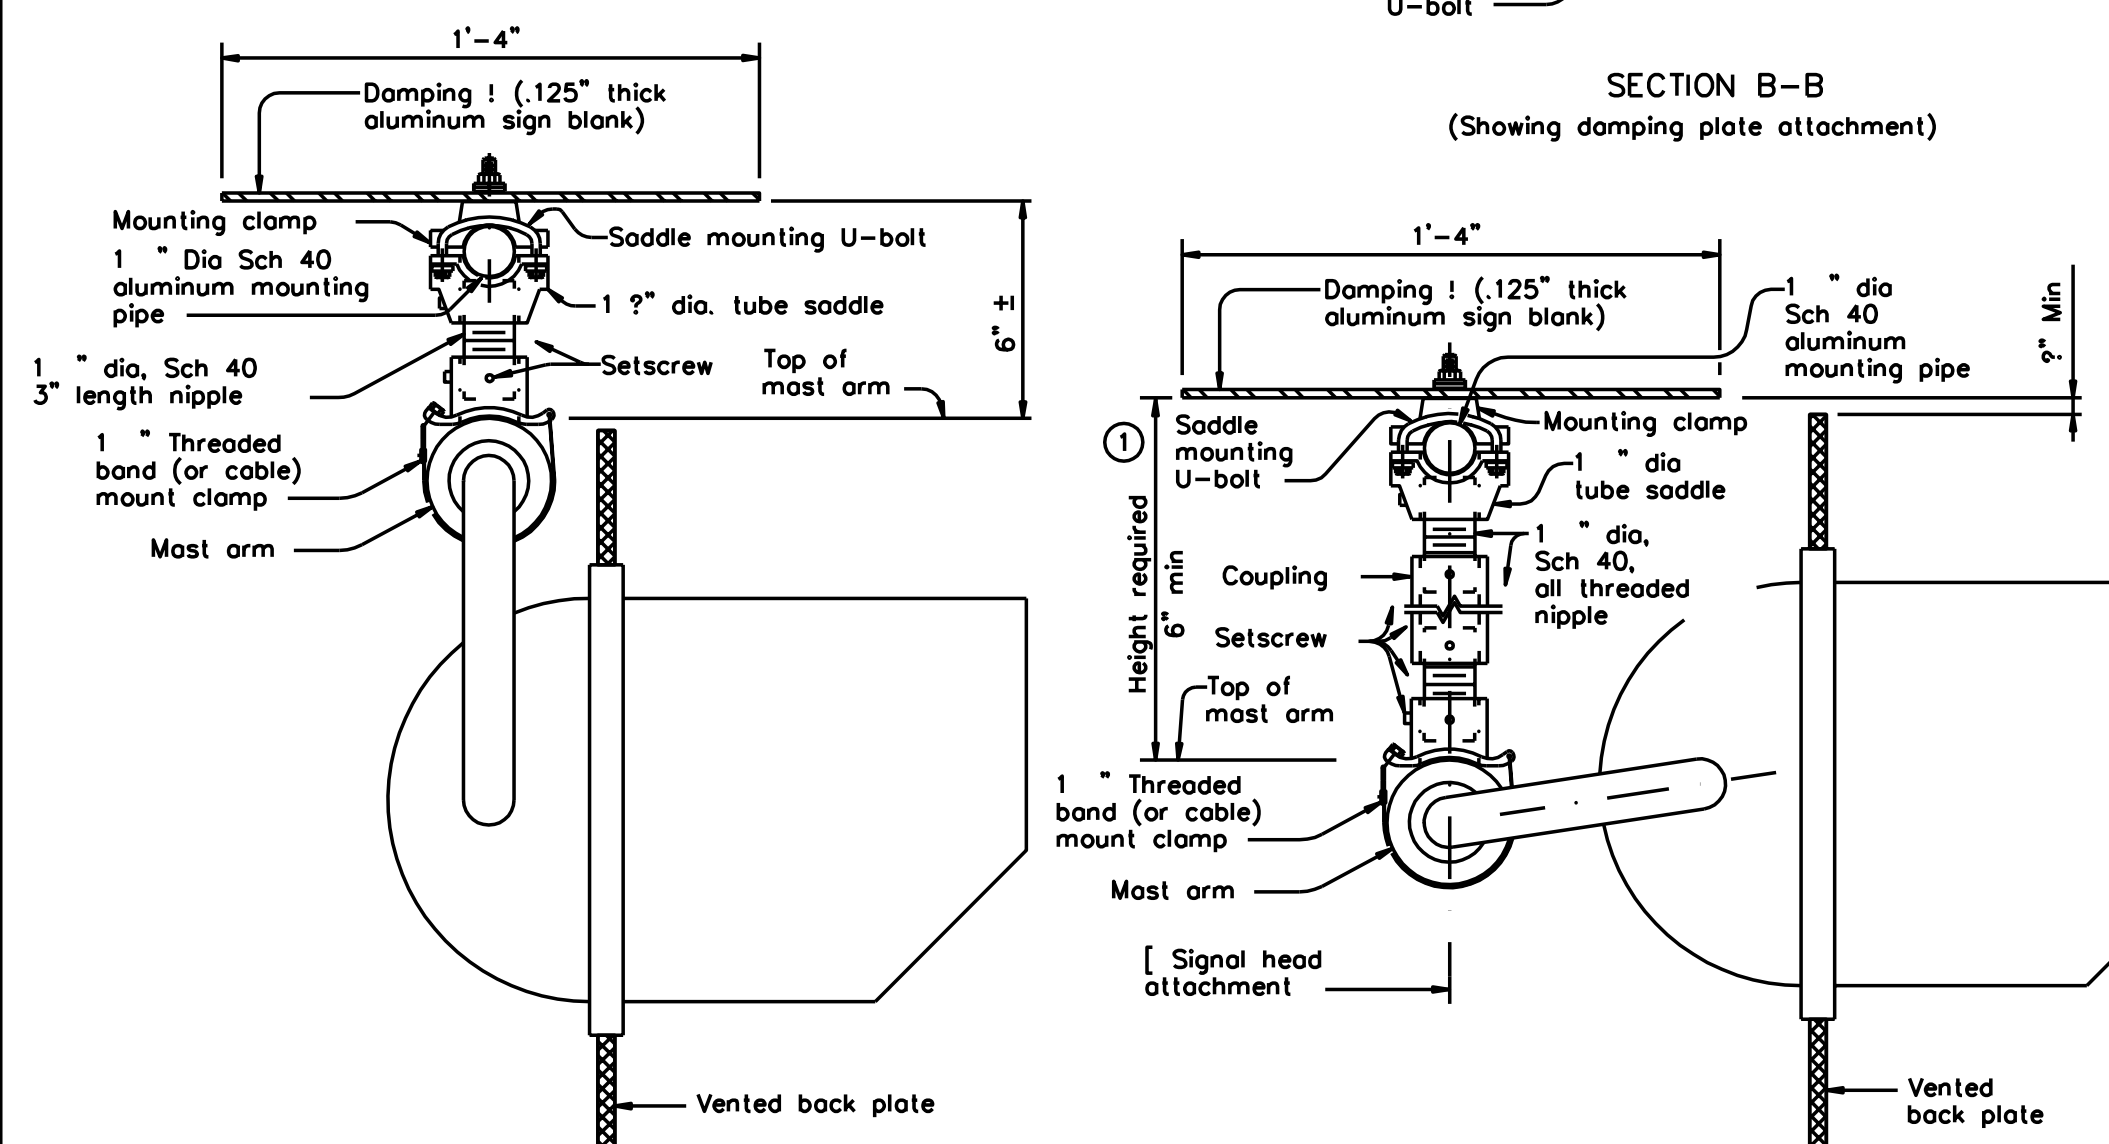 U-bolt
SECTION B-B
(Showing damping plate attachment)
1'-4"
Damping ! (.125" thick
aluminum sign blank)
Mounting clamp
Saddle mounting U-bolt
1 " Dia Sch 40
aluminum mounting
pipe
1 ?" dia. tube saddle
6" ±
1 " dia, Sch 40
3" length nipple
Setscrew
Top of
mast arm
1 " Threaded
band (or cable)
mount clamp
Mast arm
Vented back plate
1'-4"
Damping ! (.125" thick
aluminum sign blank)
1 " dia
Sch 40
aluminum
mounting pipe
?" Min
1
Saddle
mounting
U-bolt
Mounting clamp
1 " dia
tube saddle
Height required
6" min
1 " dia,
Sch 40,
all threaded
nipple
Coupling
Setscrew
Top of
mast arm
1 " Threaded
band (or cable)
mount clamp
Mast arm
[ Signal head
attachment
Vented
back plate